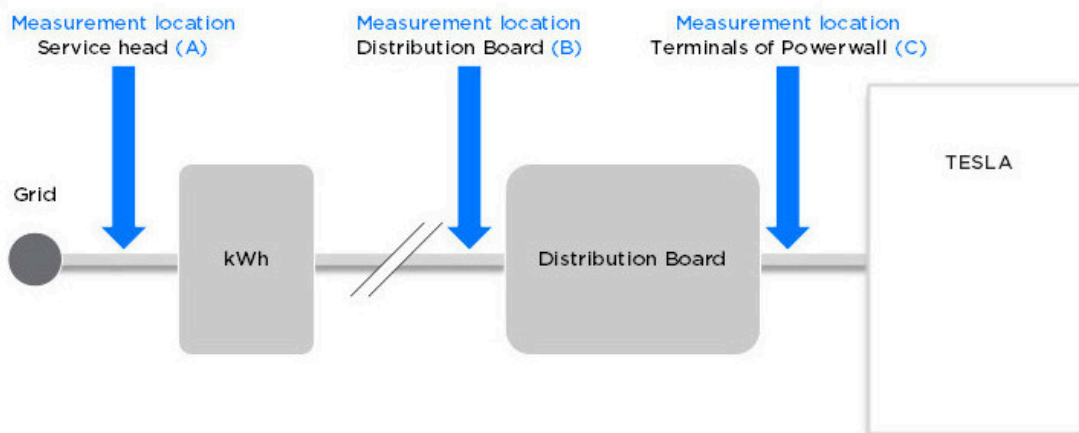 Measurement location
Service head (A)
Measurement location
Distribution Board (B)
Measurement location
Terminals of Powerwall (C)
TESLA
Grid
kWh
Distribution Board